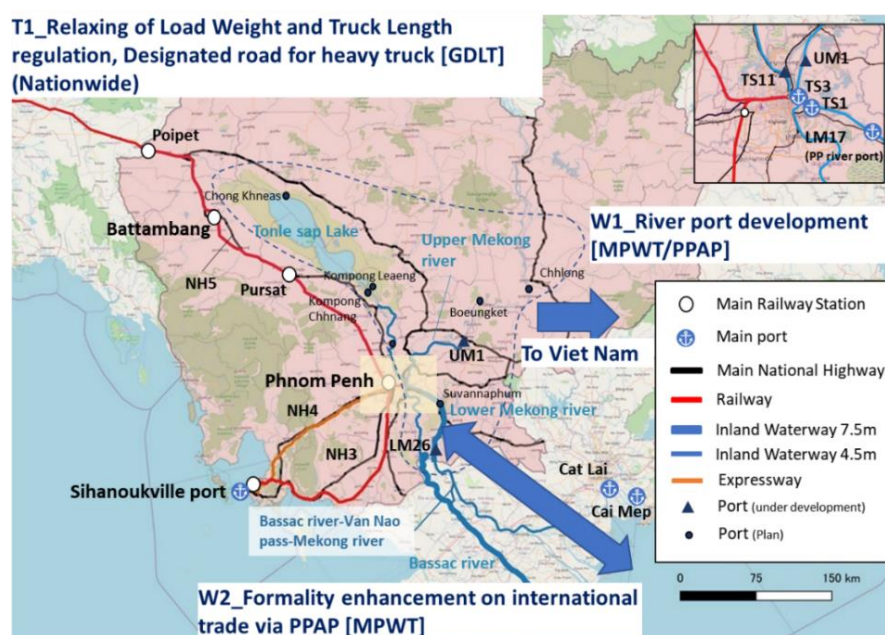 T1_Relaxing of Load Weight and Truck Length
regulation, Designated road for heavy truck [GDLT]
(Nationwide)
UM1
TS11
TS3
TS1
LM17
(PP river port)
Poipet
Chong Khneas
Battambang
Tonle sap Lake
Upper Mekong
river
W1_River port development
[MPWT/PPAP]
NH5
Pursat
Kompong Leaeng
Kompong
Chhnang
Chhlong
Boeungket
UM1
To Viet Nam
Phnom Penh
Suvannaphum
Lower Mekong river
NH4
NH3
LM26
Cat Lai
Cai Mep
Sihanoukville port
Bassac river-Van Nao
pass-Mekong river
Bassac river
W2_Formality enhancement on international
trade via PPAP [MPWT]
Main Railway Station
Main port
Main National Highway
Railway
Inland Waterway 7.5m
Inland Waterway 4.5m
Expressway
Port (under development)
Port (Plan)
0 75 150 km